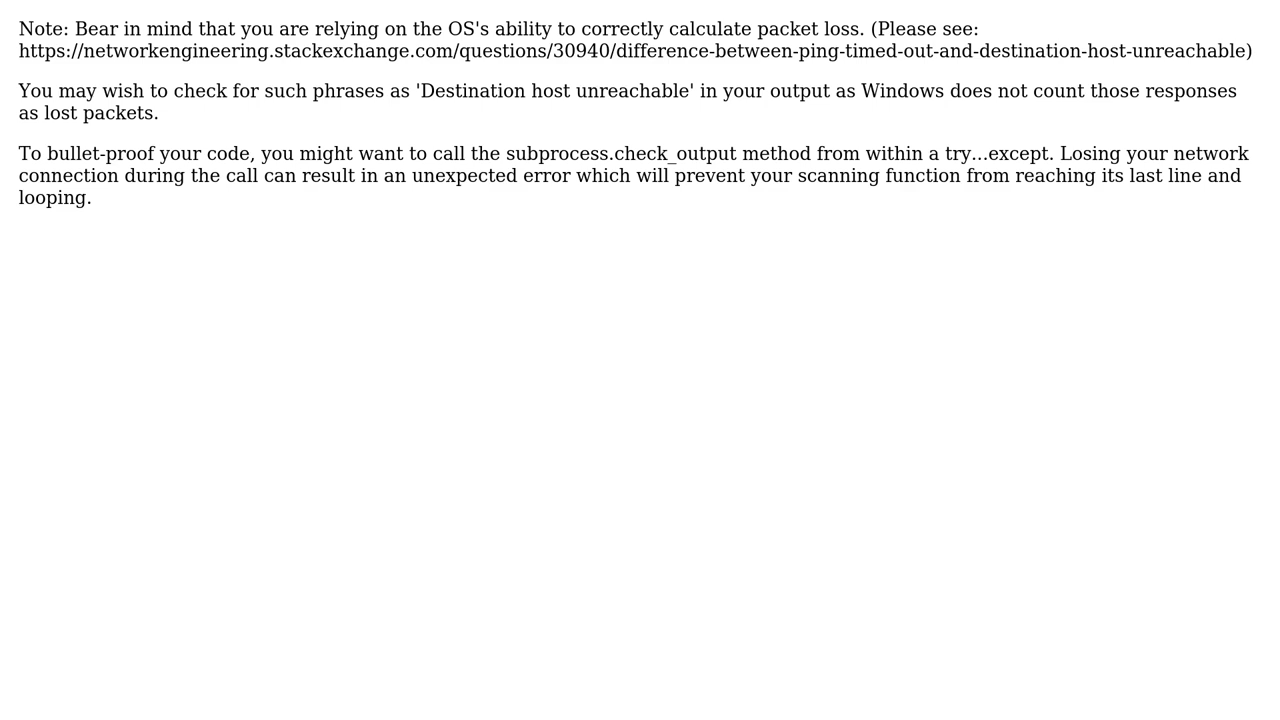 Note: Bear in mind that you are relying on the OS's ability to correctly calculate packet loss. (Please see:
https://networkengineering.stackexchange.com/questions/30940/difference-between-ping-timed-out-and-destination-host-unreachable)
You may wish to check for such phrases as 'Destination host unreachable' in your output as Windows does not count those responses
as lost packets.
To bullet-proof your code, you might want to call the subprocess.check_output method from within a try...except. Losing your network
connection during the call can result in an unexpected error which will prevent your scanning function from reaching its last line and
looping.